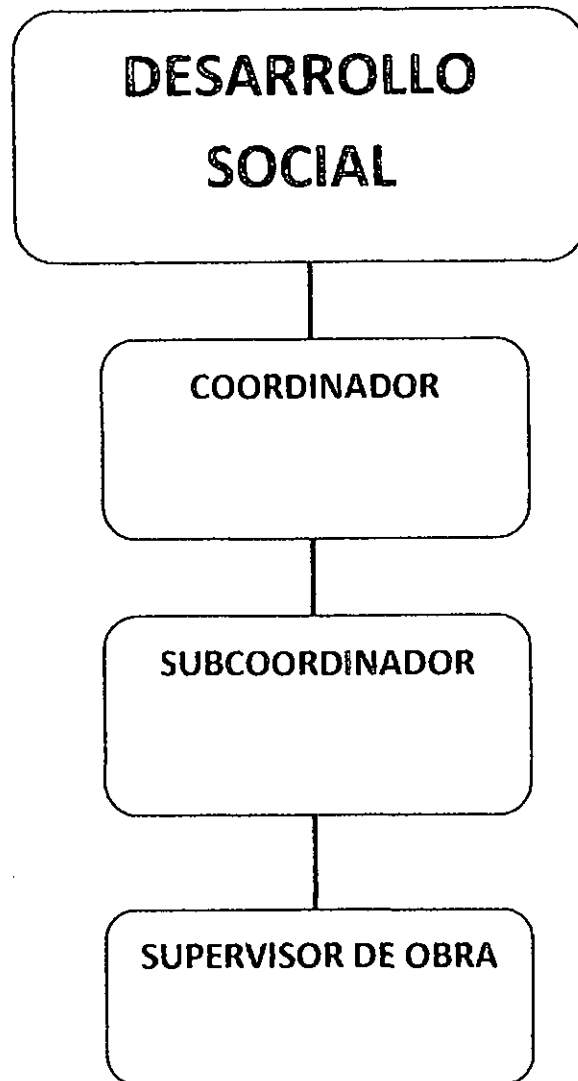 DESARROLLO
SOCIAL
COORDINADOR
SUBCOORDINADOR
SUPERVISOR DE OBRA